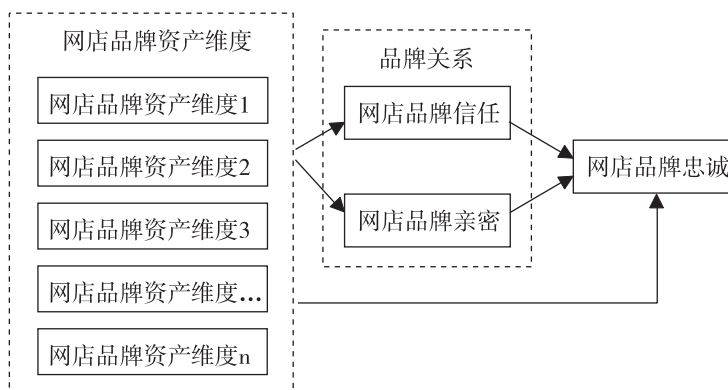 网店品牌资产维度
网店品牌资产维度1
网店品牌资产维度2
网店品牌资产维度3
网店品牌资产维度...
网店品牌资产维度n
品牌关系
网店品牌信任
网店品牌亲密
网店品牌忠诚